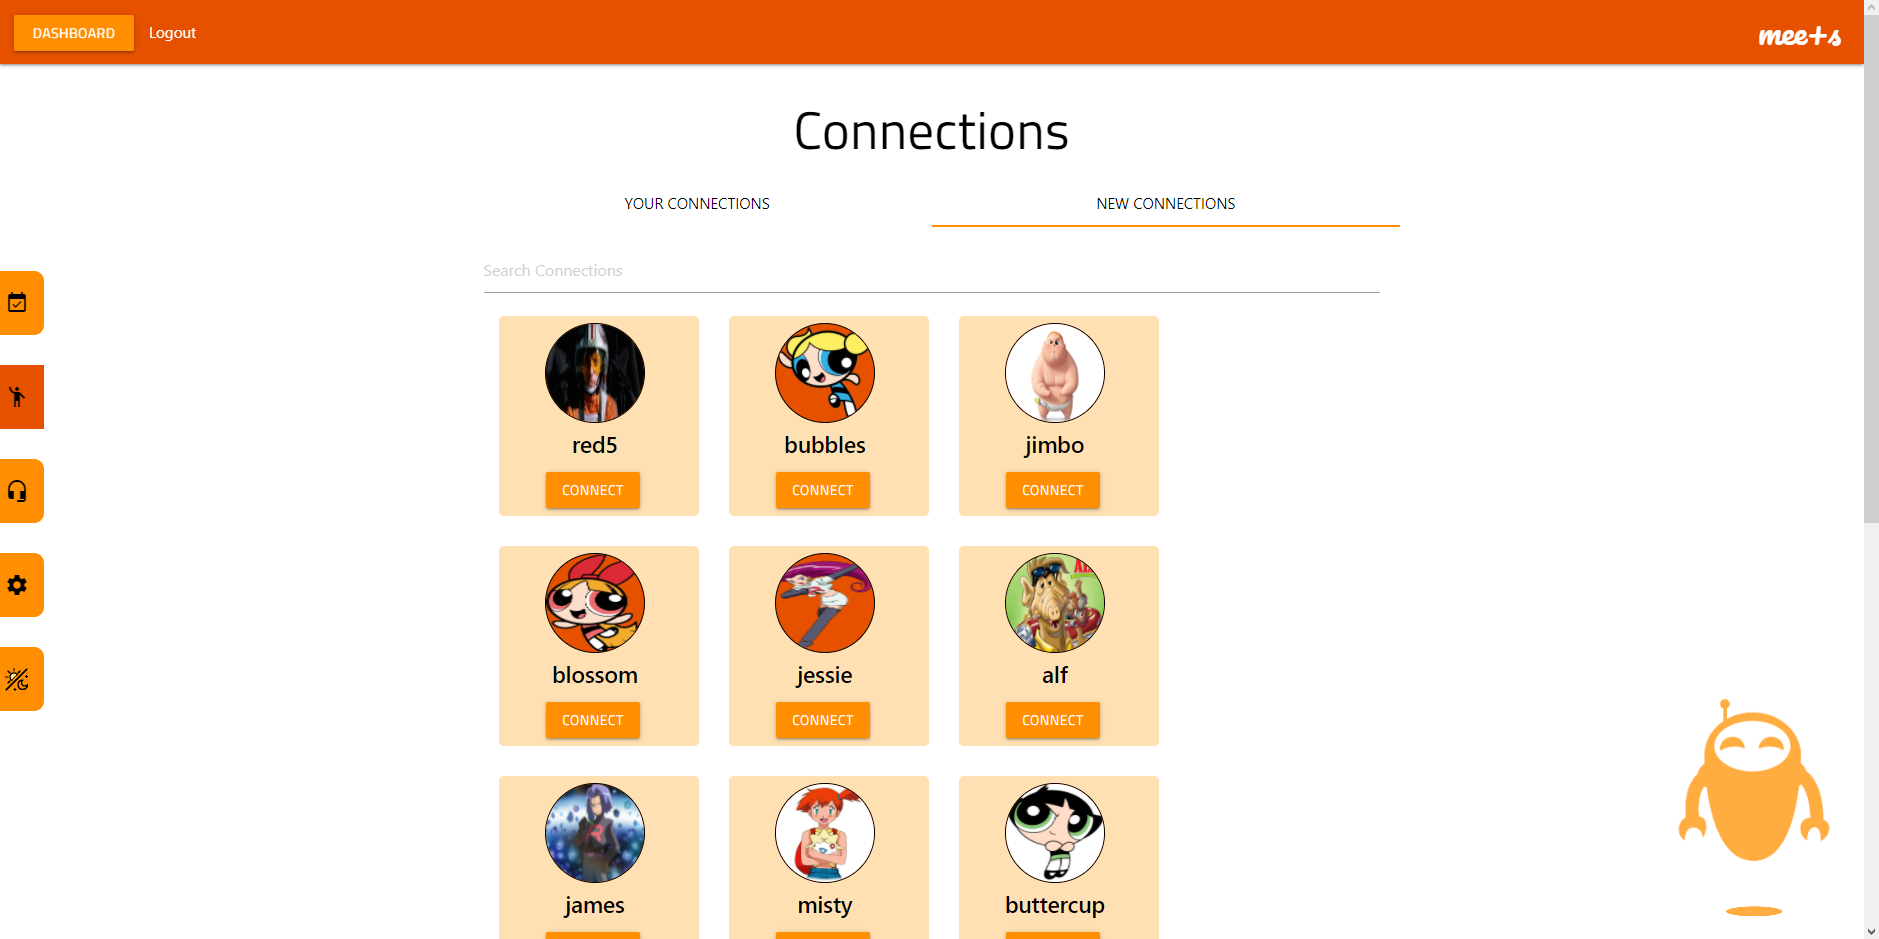 DASHBOARD Logout mee+s
Connections
YOUR CONNECTIONS NEW CONNECTIONS
Search Connections
red5 bubbles jimbo
CONNECT CONNECT CONNECT
blossom jessie alf
CONNECT CONNECT CONNECT
james misty buttercup